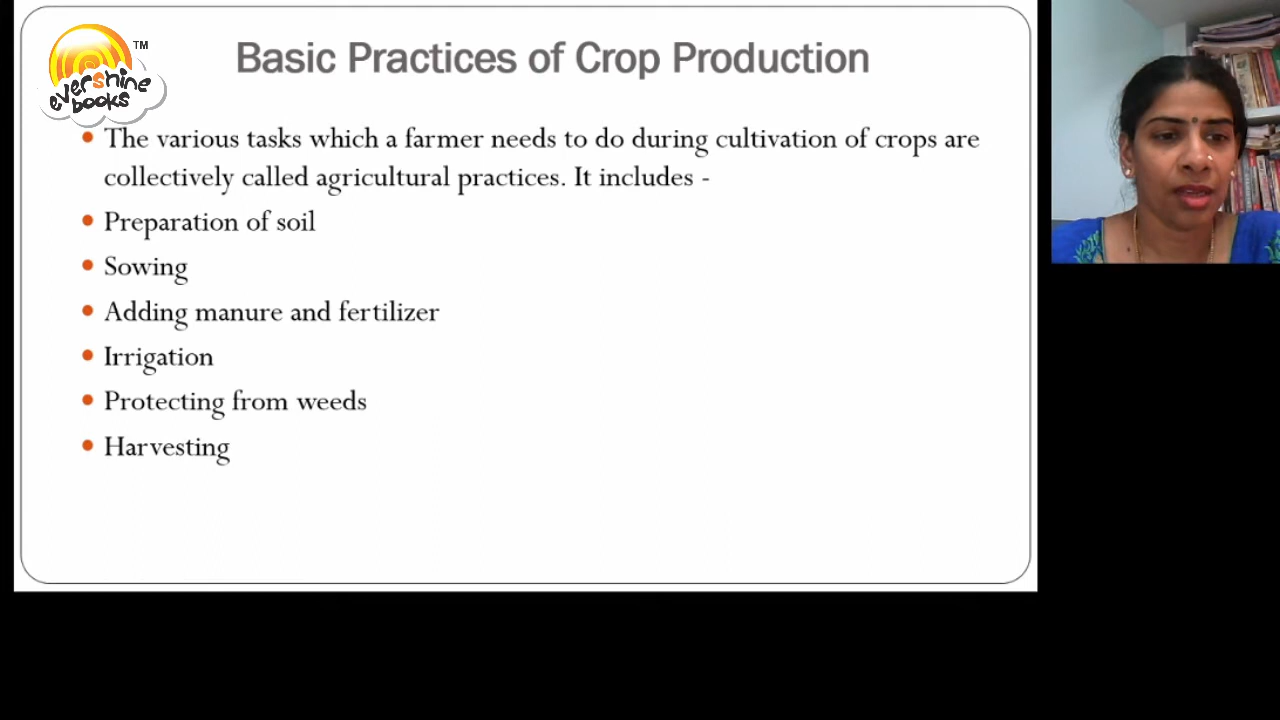 evershine
books
TM
Basic Practices of Crop Production
The various tasks which a farmer needs to do during cultivation of crops are
collectively called agricultural practices. It includes -
Preparation of soil
Sowing
Adding manure and fertilizer
Irrigation
Protecting from weeds
Harvesting